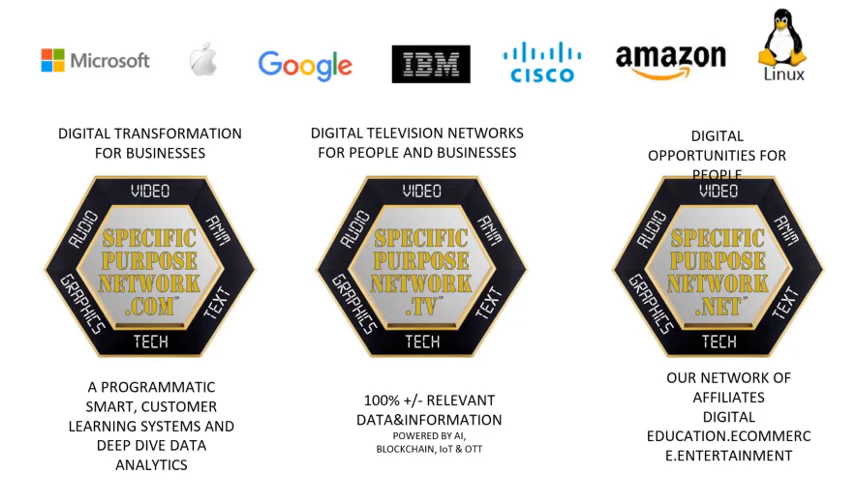 Microsoft
Google
IBM
CISCO
amazon
Linux
DIGITAL TRANSFORMATION
FOR BUSINESSES
DIGITAL TELEVISION NETWORKS
FOR PEOPLE AND BUSINESSES
DIGITAL
OPPORTUNITIES FOR
PEOPLE
VIDEO
AUDIO
ANIM
SPECIFIC
PURPOSE
NETWORK
.COM™
GRAPHICS
TEXT
TECH
VIDEO
AUDIO
ANIM
SPECIFIC
PURPOSE
NETWORK
.TV™
GRAPHICS
TEXT
TECH
VIDEO
AUDIO
ANIM
SPECIFIC
PURPOSE
NETWORK
.NET™
GRAPHICS
TEXT
TECH
A PROGRAMMATIC
SMART, CUSTOMER
LEARNING SYSTEMS AND
DEEP DIVE DATA
ANALYTICS
100% +/- RELEVANT
DATA&INFORMATION
POWERED BY AI,
BLOCKCHAIN, IoT & OTT
OUR NETWORK OF
AFFILIATES
DIGITAL
EDUCATION.ECOMMERC
E.ENTERTAINMENT